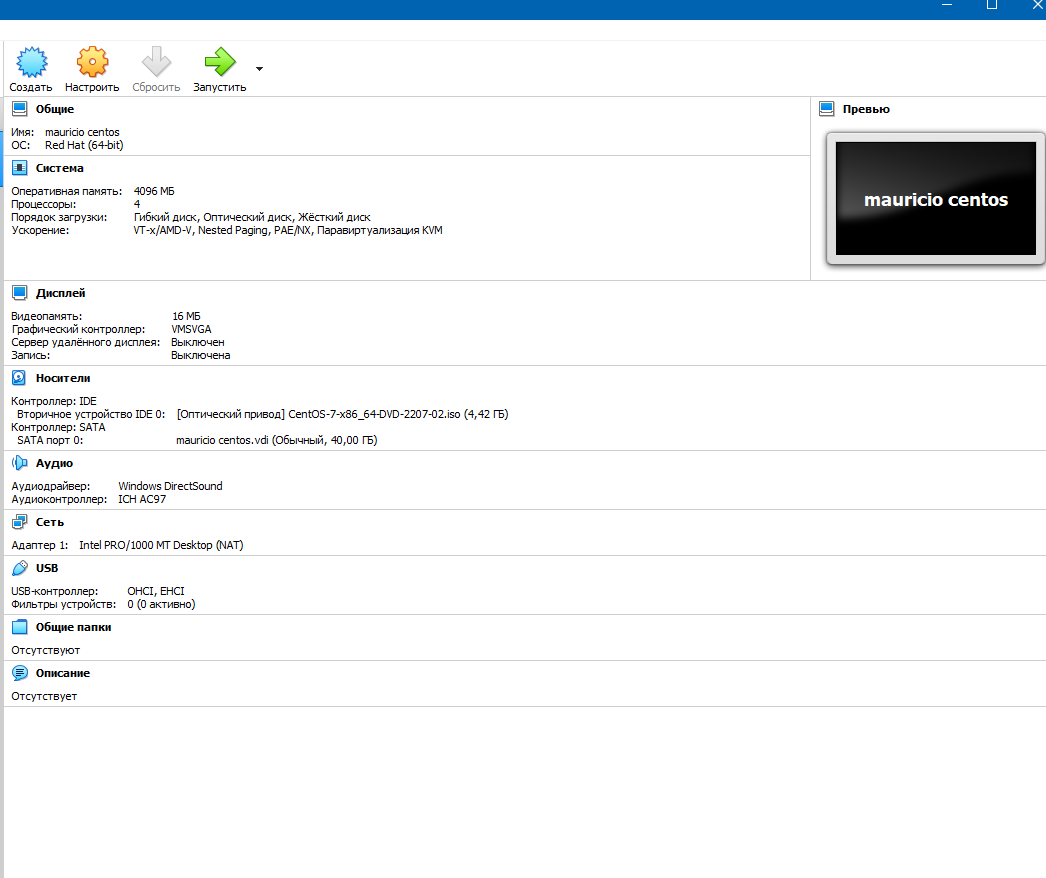 Создать Настроить Сбросить Запустить
Общие
Имя: mauricio centos
ОС: Red Hat (64-bit)
Превью
mauricio centos
Система
Оперативная память: 4096 МБ
Процессоры: 4
Порядок загрузки: Гибкий диск, Оптический диск, Жёсткий диск
Ускорение: VT-x/AMD-V, Nested Paging, PAE/NX, Паравиртуализация KVM
Дисплей
Видеопамять: 16 МБ
Графический контроллер: VMSVGA
Сервер удалённого дисплея: Выключен
Запись: Выключена
Носители
Контроллер: IDE
Вторичное устройство IDE 0: [Оптический привод] CentOS-7-x86_64-DVD-2207-02.iso (4,42 ГБ)
Контроллер: SATA
SATA порт 0: mauricio centos.vdi (Обычный, 40,00 ГБ)
Аудио
Аудиодрайвер: Windows DirectSound
Аудиоконтроллер: ICH AC97
Сеть
Адаптер 1: Intel PRO/1000 MT Desktop (NAT)
USB
USB-контроллер: OHCI, EHCI
Фильтры устройств: 0 (0 активно)
Общие папки
Отсутствуют
Описание
Отсутствует